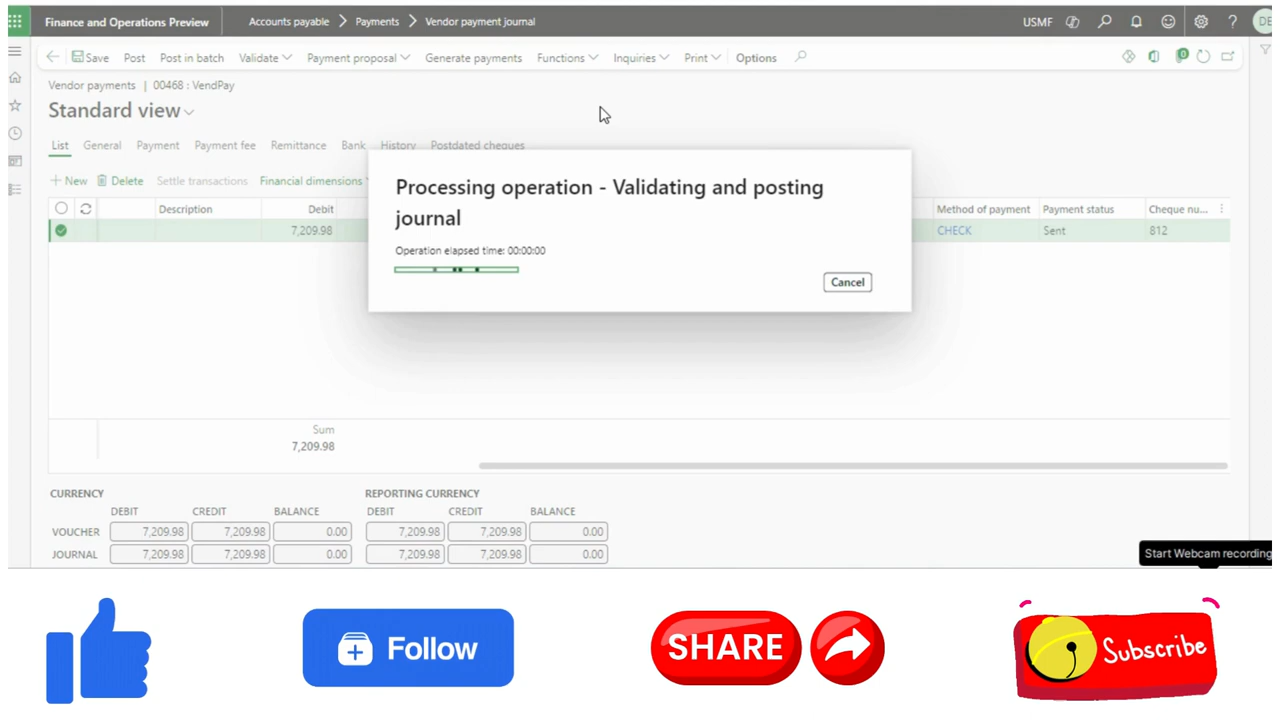 Finance and Operations Preview Accounts payable > Payments > Vendor payment journal USMF ? DE
Save Post Post in batch Validate Payment proposal Generate payments Functions Inquiries Print Options 0
Vendor payments | 00468 : VendPay
Standard view
List General Payment Payment fee Remittance Bank History Postdated cheques
+ New Delete Settle transactions Financial dimensions
Description Debit Method of payment Payment status Cheque nu...
7,209.98 CHECK Sent 812
Processing operation - Validating and posting
journal
Operation elapsed time: 00:00:00
Cancel
Sum
7,209.98
CURRENCY REPORTING CURRENCY
DEBIT CREDIT BALANCE DEBIT CREDIT BALANCE
VOUCHER 7,209.98 7,209.98 0.00 7,209.98 7,209.98 0.00
JOURNAL 7,209.98 7,209.98 0.00 7,209.98 7,209.98 0.00
Start Webcam recording
Follow
SHARE
Subscribe